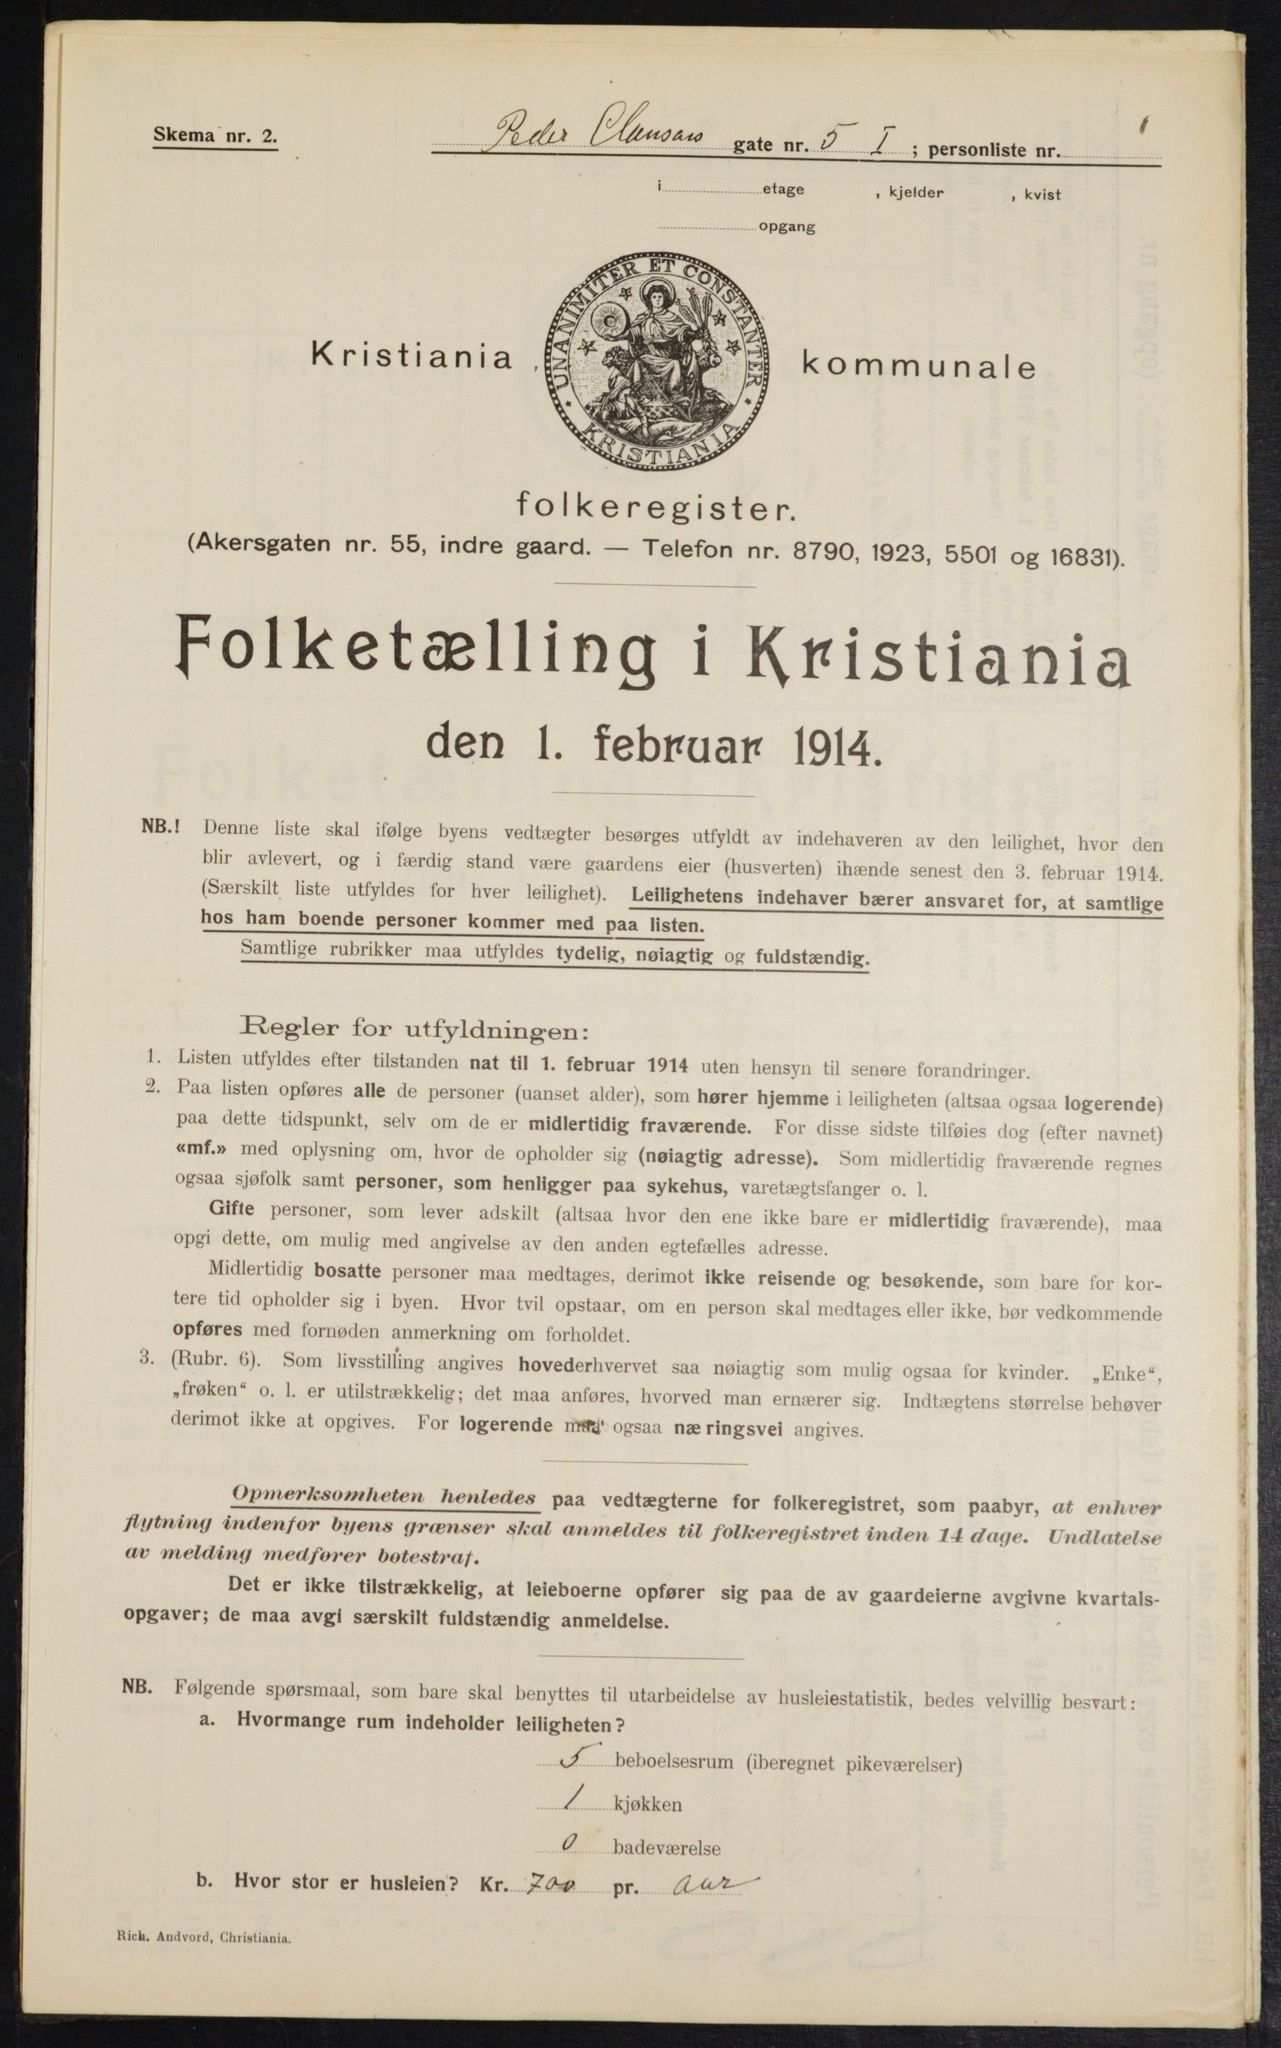 Skema nr. 2.
Peder Clausøns gate nr. 5 I ; personliste nr. 1
i etage , kjelder , kvist
opgang
UNANIMITER ET CONSTANTER
KRISTIANIA
Kristiania kommunale
folkeregister.
(Akersgaten nr. 55, indre gaard. — Telefon nr. 8790, 1923, 5501 og 16831).
Folketælling i Kristiania
den 1. februar 1914.
NB.! Denne liste skal ifølge byens vedtægter besørges utfyldt av indehaveren av den leilighet, hvor den
blir avlevert, og i færdig stand være gaardens eier (husverten) ihænde senest den 3. februar 1914.
(Særskilt liste utfyldes for hver leilighet). Leilighetens indehaver bærer ansvaret for, at samtlige
hos ham boende personer kommer med paa listen.
Samtlige rubrikker maa utfyldes tydelig, nøiagtig og fuldstændig.
Regler for utfyldningen:
1. Listen utfyldes efter tilstanden nat til 1. februar 1914 uten hensyn til senere forandringer.
2. Paa listen opføres alle de personer (uanset alder), som hører hjemme i leiligheten (altsaa ogsaa logerende)
paa dette tidspunkt, selv om de er midlertidig fraværende. For disse sidste tilføies dog (efter navnet)
«mf.» med oplysning om, hvor de opholder sig (nøiagtig adresse). Som midlertidig fraværende regnes
ogsaa sjøfolk samt personer, som henligger paa sykehus, varetægtsfanger o. l.
Gifte personer, som lever adskilt (altsaa hvor den ene ikke bare er midlertidig fraværende), maa
opgi dette, om mulig med angivelse av den anden egtefælles adresse.
Midlertidig bosatte personer maa medtages, derimot ikke reisende og besøkende, som bare for kor-
tere tid opholder sig i byen. Hvor tvil opstaar, om en person skal medtages eller ikke, bør vedkommende
opføres med fornøden anmerkning om forholdet.
3. (Rubr. 6). Som livsstilling angives hovederhvervet saa nøiagtig som mulig ogsaa for kvinder. „Enke“,
„frøken“ o. l. er utilstrækkelig; det maa anføres, hvorved man ernærer sig. Indtægtens størrelse behøver
derimot ikke at opgives. For logerende maa ogsaa næringsvei angives.
Opmerksomheten henledes paa vedtægterne for folkeregistret, som paabyr, at enhver
flytning indenfor byens grænser skal anmeldes til folkeregistret inden 14 dage. Undlatelse
av melding medfører bøtestraf.
Det er ikke tilstrækkelig, at leieboerne opfører sig paa de av gaardeierne avgivne kvartals-
opgaver; de maa avgi særskilt fuldstændig anmeldelse.
NB. Følgende spørsmaal, som bare skal benyttes til utarbeidelse av husleiestatistik, bedes velvillig besvart:
a. Hvormange rum indeholder leiligheten?
5 beboelsesrum (iberegnet pikeværelser)
1 kjøkken
0 badeværelse
b. Hvor stor er husleien? Kr. 700 pr. Aar
Rich. Andvord, Christiania.